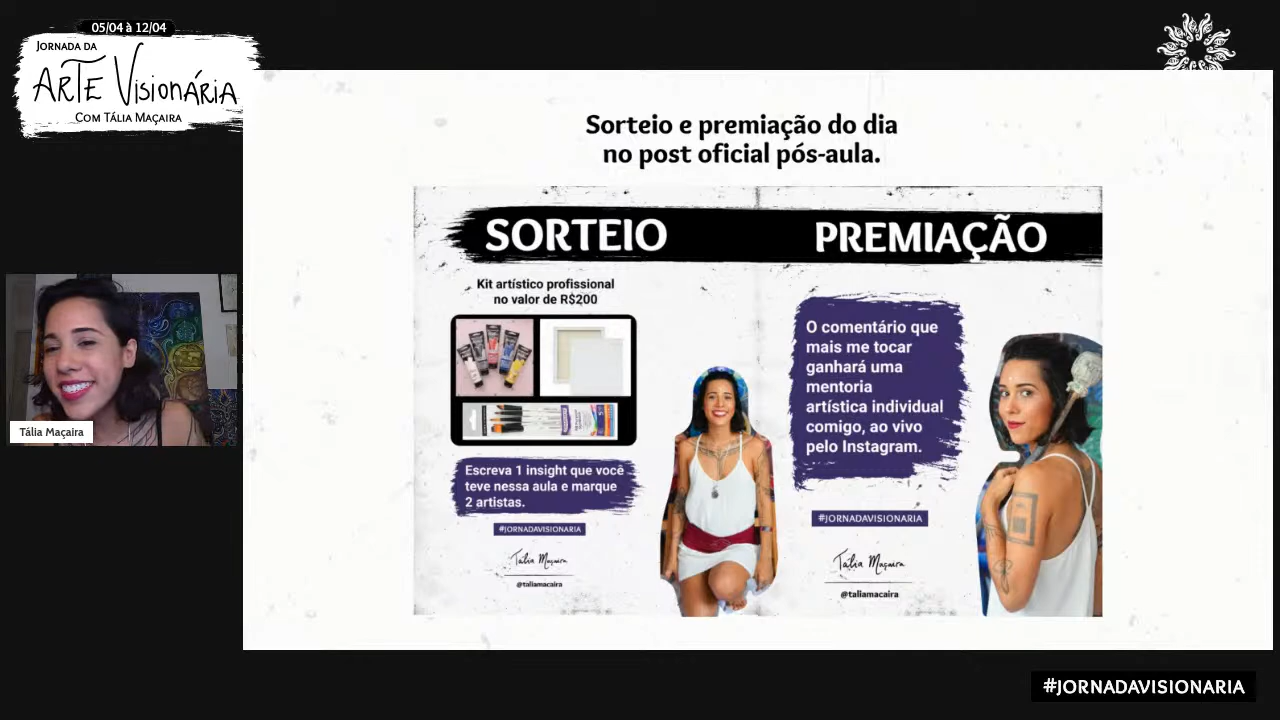 05/04 à 12/04
JORNADA DA
ARTE VISIONÁRIA
COM TÁLIA MAÇAIRA
Sorteio e premiação do dia
no post oficial pós-aula.
SORTEIO
Kit artístico profissional
no valor de R$200
Escreva 1 insight que você
teve nessa aula e marque
2 artistas.
#JORNADAVISIONARIA
Tália Maçaira
@taliamacaira
PREMIAÇÃO
O comentário que
mais me tocar
ganhará uma
mentoria
artística individual
comigo, ao vivo
pelo Instagram.
#JORNADAVISIONARIA
Tália Maçaira
@taliamacaira
Tália Maçaira
#JORNADAVISIONARIA